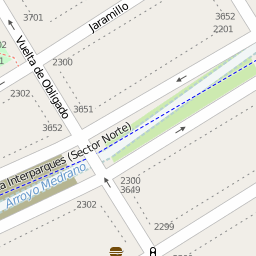 3701
3652
2201
Jaramillo
Vuelta de Obligado
2300
2302
3651
3652
Interparques (Sector Norte)
Arroyo Medrano
2300
3649
2302
2299